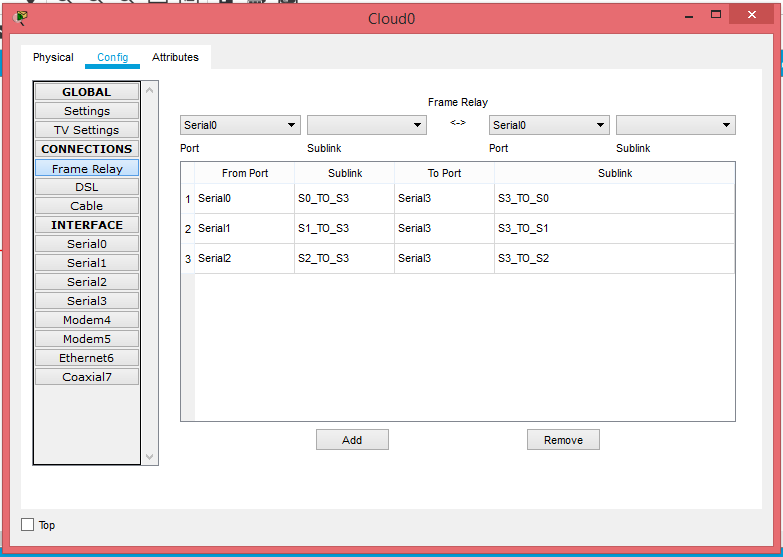 Cloud0
Physical Config Attributes
GLOBAL
Settings
TV Settings
CONNECTIONS
Frame Relay
DSL
Cable
INTERFACE
Serial0
Serial1
Serial2
Serial3
Modem4
Modem5
Ethernet6
Coaxial7
Frame Relay
Serial0 <-> Serial0
Port Sublink Port Sublink
From Port Sublink To Port Sublink
1 Serial0 S0_TO_S3 Serial3 S3_TO_S0
2 Serial1 S1_TO_S3 Serial3 S3_TO_S1
3 Serial2 S2_TO_S3 Serial3 S3_TO_S2
Add Remove
Top